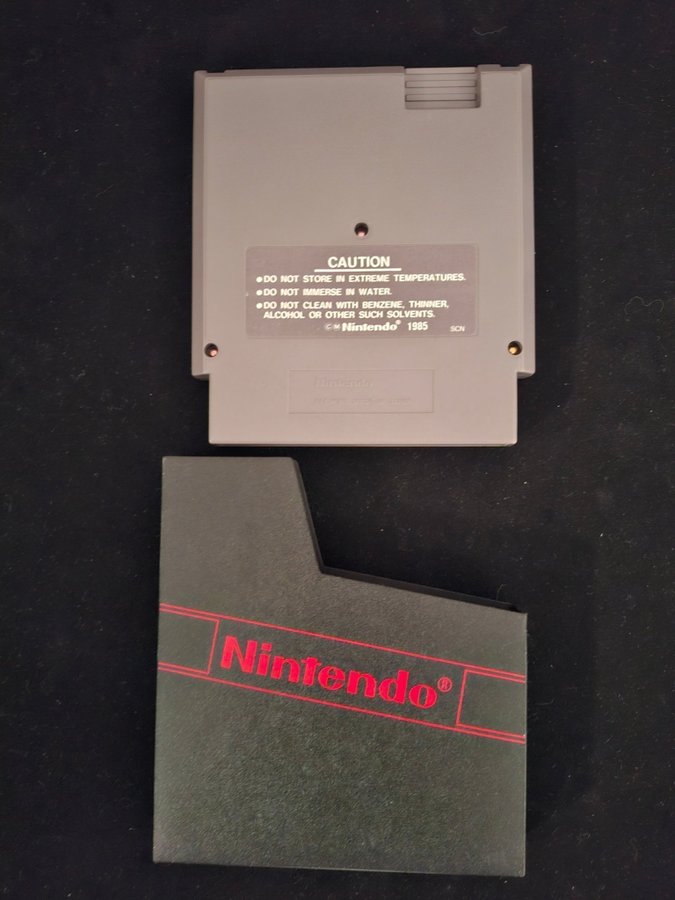 CAUTION
•DO NOT STORE IN EXTREME TEMPERATURES.
•DO NOT IMMERSE IN WATER.
•DO NOT CLEAN WITH BENZENE, THINNER,
ALCOHOL OR OTHER SUCH SOLVENTS.
©Ⓜ Nintendo® 1985 SCN
Nintendo
Nintendo®